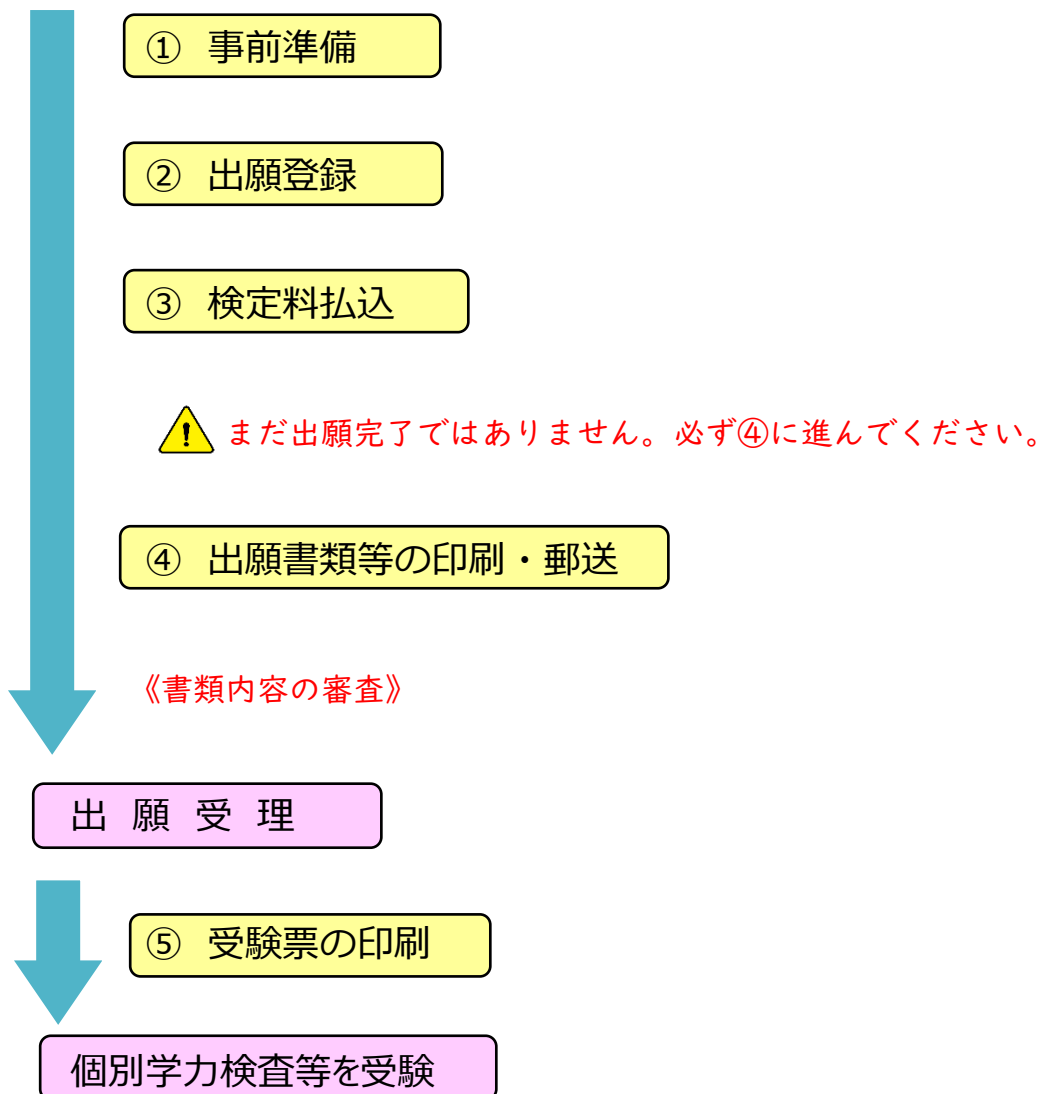 ① 事前準備
② 出願登録
③ 検定料払込
まだ出願完了ではありません。必ず④に進んでください。
④ 出願書類等の印刷・郵送
《書類内容の審査》
出 願 受 理
⑤ 受験票の印刷
個別学力検査等を受験